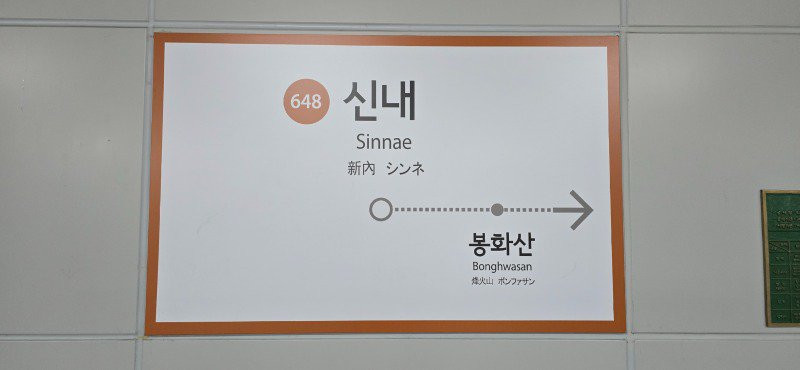 648 신내
Sinnae
新內 シンネ
봉화산
Bonghwasan
烽火山 ボンファサン